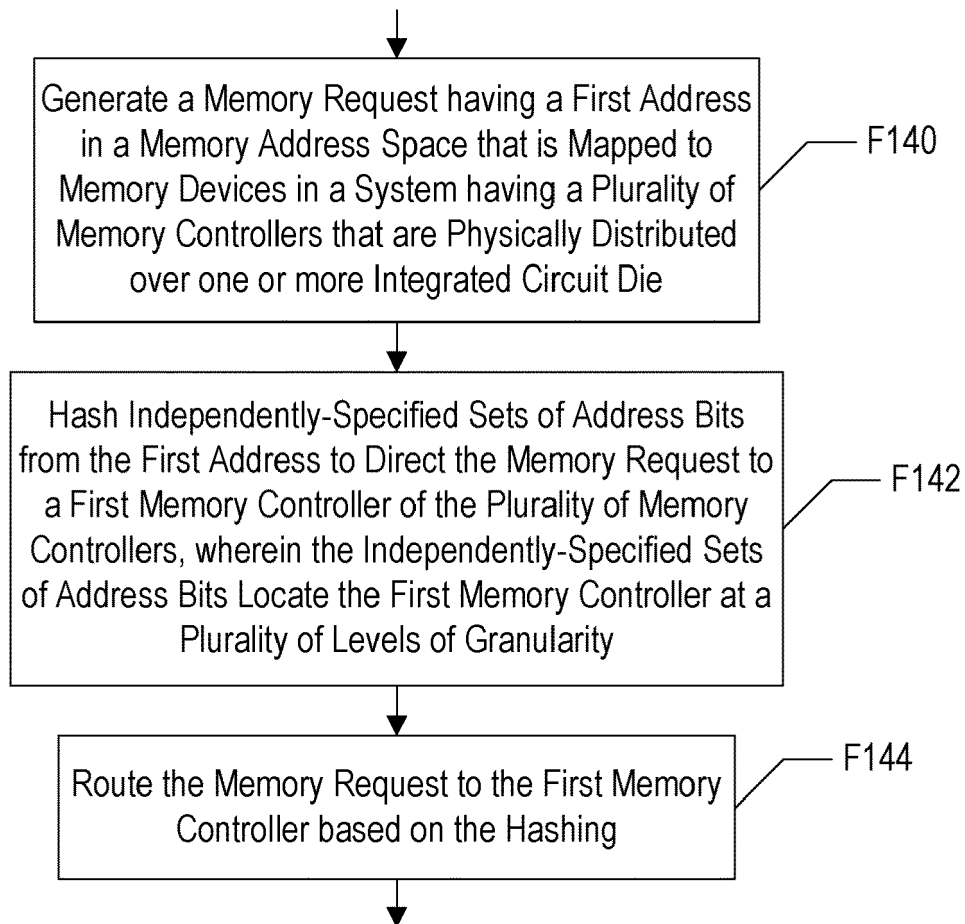 Generate a Memory Request having a First Address
in a Memory Address Space that is Mapped to
Memory Devices in a System having a Plurality of
Memory Controllers that are Physically Distributed
over one or more Integrated Circuit Die
F140
Hash Independently-Specified Sets of Address Bits
from the First Address to Direct the Memory Request to
a First Memory Controller of the Plurality of Memory
Controllers, wherein the Independently-Specified Sets
of Address Bits Locate the First Memory Controller at a
Plurality of Levels of Granularity
F142
Route the Memory Request to the First Memory
Controller based on the Hashing
F144